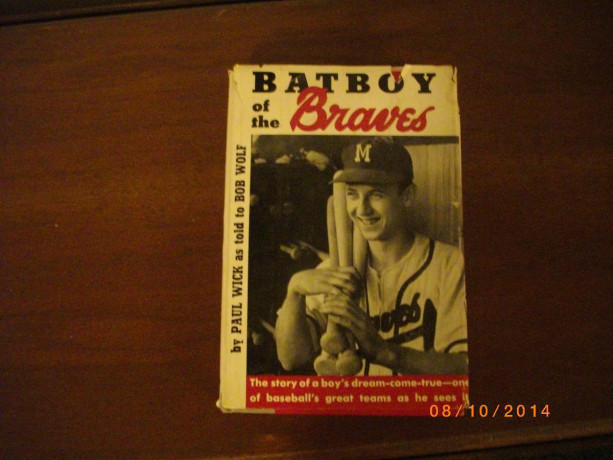 BATBOY
of
the Braves
by PAUL WICK as told to BOB WOLF
M
The story of a boy's dream-come-true—one
of baseball's great teams as he sees
08/10/2014